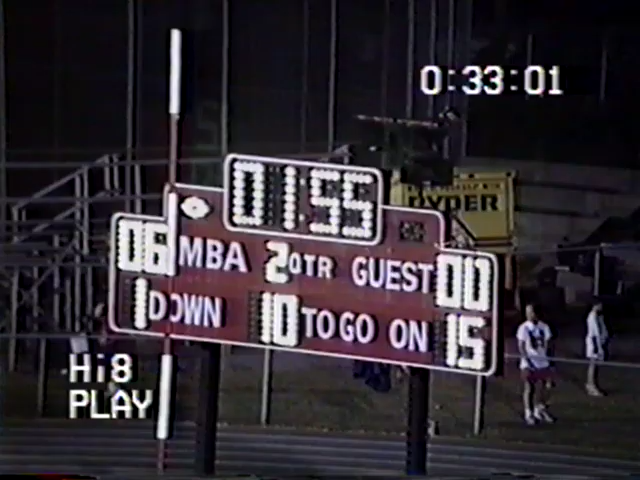 0:33:01
01:55
RYDER
06 MBA 2 QTR GUEST 00
1 DOWN 10 TO GO ON 15
Hi8
PLAY